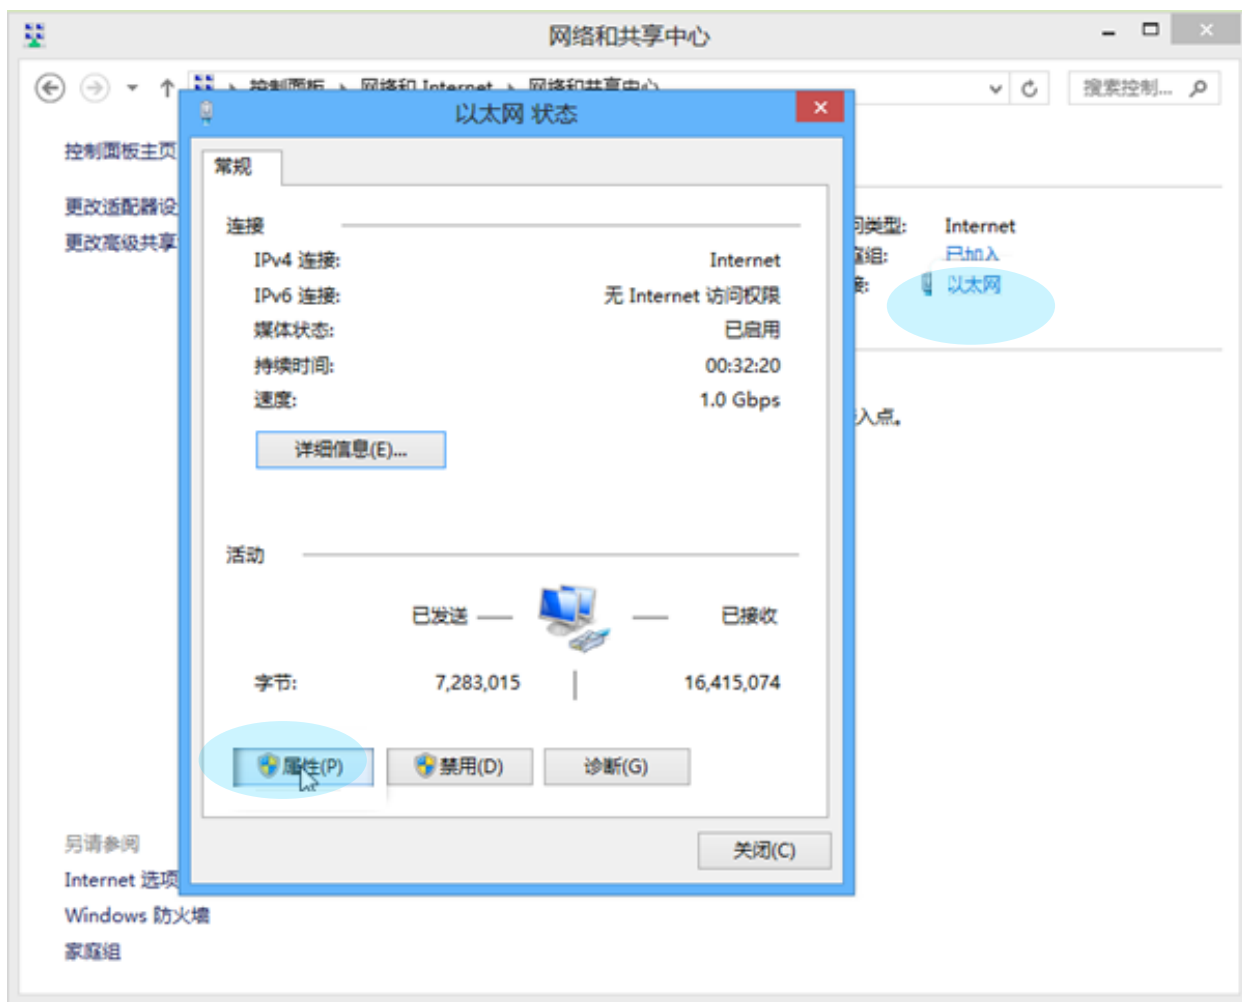 网络和共享中心
控制面板 网络和 Internet 网络和共享中心
搜索控制...
以太网 状态
控制面板主页
更改适配器设
更改高级共享
常规
连接
IPv4 连接: Internet
IPv6 连接: 无 Internet 访问权限
媒体状态: 已启用
持续时间: 00:32:20
速度: 1.0 Gbps
详细信息(E)...
活动
已发送 — — 已接收
字节: 7,283,015 16,415,074
属性(P) 禁用(D) 诊断(G)
关闭(C)
问类型: Internet
庭组: 已加入
接: 以太网
入点。
另请参阅
Internet 选项
Windows 防火墙
家庭组